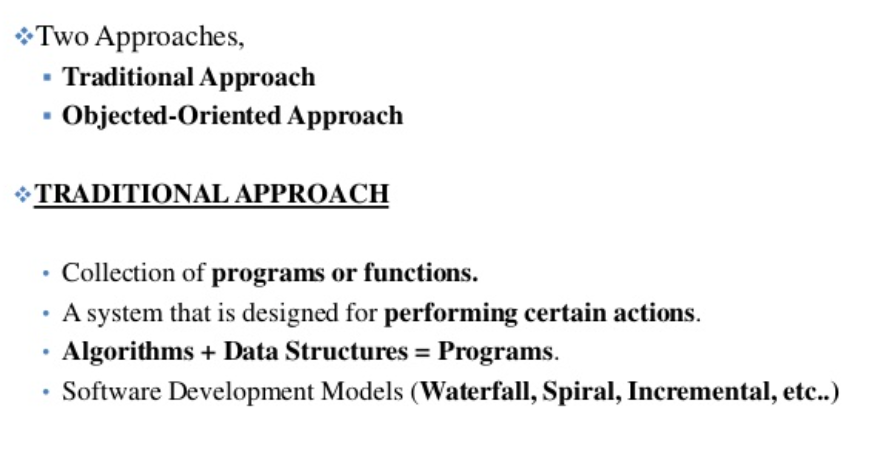 ❖Two Approaches,
▪ Traditional Approach
▪ Objected-Oriented Approach
❖TRADITIONAL APPROACH
• Collection of programs or functions.
• A system that is designed for performing certain actions.
• Algorithms + Data Structures = Programs.
• Software Development Models (Waterfall, Spiral, Incremental, etc..)